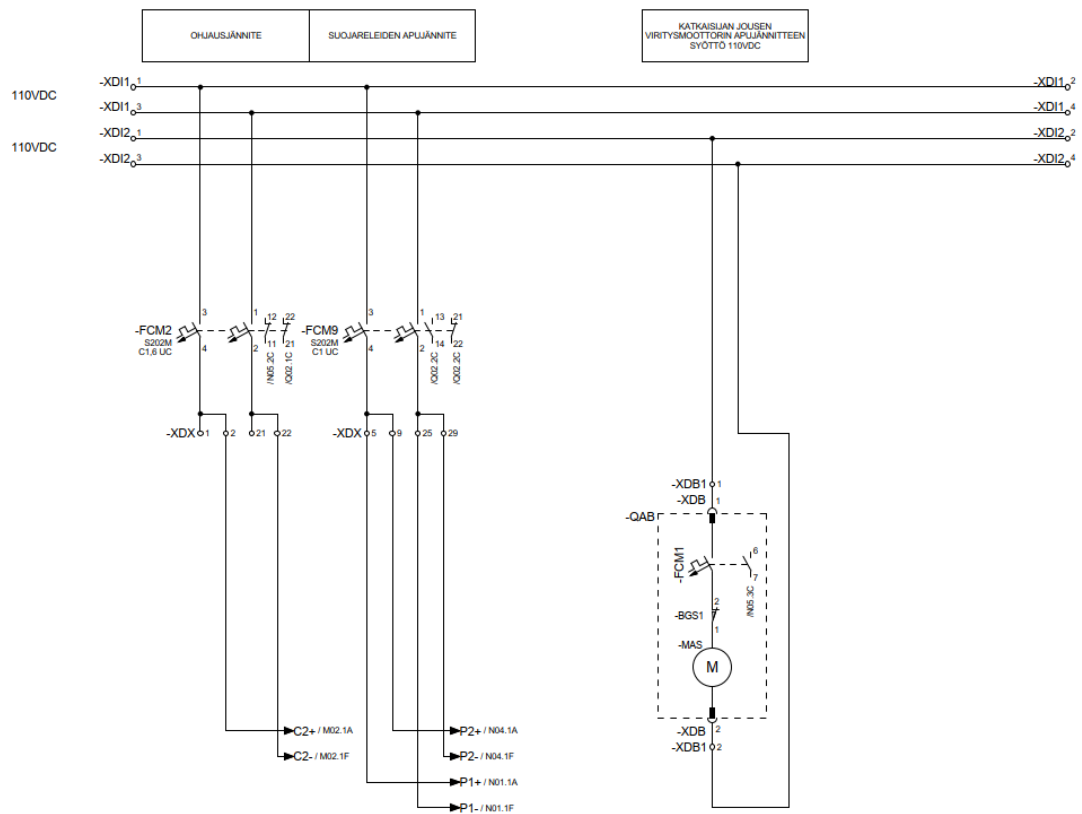 OHJAUSJÄNNITE
SUOJARELEIDEN APUJÄNNITE
KATKAISIJAN JOUSEN
VIRITYSMOOTTORIN APUJÄNNITTEEN
SYÖTTÖ 110VDC
110VDC
-XDI1 1
-XDI1 2
-XDI1 3
-XDI1 4
110VDC
-XDI2 1
-XDI2 2
-XDI2 3
-XDI2 4
-FCM2
S202M
C1,6 UC
3
4
1
2
12
11
/N05.2C
22
21
/Q02.1C
-FCM9
S202M
C1 UC
3
4
1
2
13
14
/Q02.2C
21
22
/Q02.2C
-XDX 1 2 21 22
-XDX 5 9 25 29
-XDB1 1
-XDB 1
-QAB
-FCM1
6
7
/N05.3C
-BGS1
2
1
-MAS
M
-XDB 2
-XDB1 2
C2+ / M02.1A
C2- / M02.1F
P2+ / N04.1A
P2- / N04.1F
P1+ / N01.1A
P1- / N01.1F